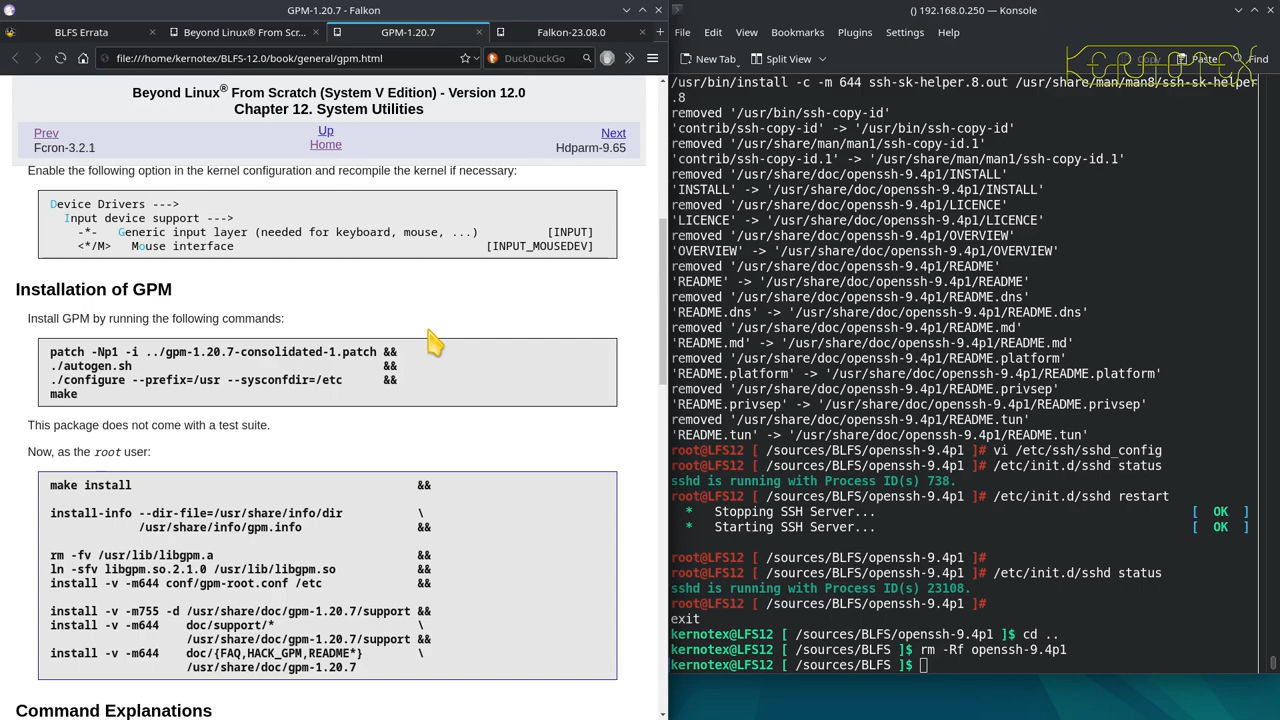 GPM-1.20.7 - Falkon
BLFS Errata
Beyond Linux® From Scr...
GPM-1.20.7
Falkon-23.08.0
file:///home/kernotex/BLFS-12.0/book/general/gpm.html
DuckDuckGo
Beyond Linux® From Scratch (System V Edition) - Version 12.0
Chapter 12. System Utilities
Prev
Up
Next
Fcron-3.2.1
Home
Hdparm-9.65
Enable the following option in the kernel configuration and recompile the kernel if necessary:
Device Drivers --->
Input device support --->
-*- Generic input layer (needed for keyboard, mouse, ...) [INPUT]
<*/M> Mouse interface [INPUT_MOUSEDEV]
Installation of GPM
Install GPM by running the following commands:
patch -Np1 -i ../gpm-1.20.7-consolidated-1.patch &&
./autogen.sh &&
./configure --prefix=/usr --sysconfdir=/etc &&
make
This package does not come with a test suite.
Now, as the root user:
make install &&
install-info --dir-file=/usr/share/info/dir \
/usr/share/info/gpm.info &&
rm -fv /usr/lib/libgpm.a &&
ln -sfv libgpm.so.2.1.0 /usr/lib/libgpm.so &&
install -v -m644 conf/gpm-root.conf /etc &&
install -v -m755 -d /usr/share/doc/gpm-1.20.7/support &&
install -v -m644 doc/support/* \
/usr/share/doc/gpm-1.20.7/support &&
install -v -m644 doc/{FAQ,HACK_GPM,README*} \
/usr/share/doc/gpm-1.20.7
Command Explanations
() 192.168.0.250 — Konsole
File Edit View Bookmarks Plugins Settings Help
New Tab Split View Copy Paste Find
kernotex
/usr/bin/install -c -m 644 ssh-sk-helper.8.out /usr/share/man/man8/ssh-sk-helper
.8
removed '/usr/bin/ssh-copy-id'
'contrib/ssh-copy-id' -> '/usr/bin/ssh-copy-id'
removed '/usr/share/man/man1/ssh-copy-id.1'
'contrib/ssh-copy-id.1' -> '/usr/share/man/man1/ssh-copy-id.1'
removed '/usr/share/doc/openssh-9.4p1/INSTALL'
'INSTALL' -> '/usr/share/doc/openssh-9.4p1/INSTALL'
removed '/usr/share/doc/openssh-9.4p1/LICENCE'
'LICENCE' -> '/usr/share/doc/openssh-9.4p1/LICENCE'
removed '/usr/share/doc/openssh-9.4p1/OVERVIEW'
'OVERVIEW' -> '/usr/share/doc/openssh-9.4p1/OVERVIEW'
removed '/usr/share/doc/openssh-9.4p1/README'
'README' -> '/usr/share/doc/openssh-9.4p1/README'
removed '/usr/share/doc/openssh-9.4p1/README.dns'
'README.dns' -> '/usr/share/doc/openssh-9.4p1/README.dns'
removed '/usr/share/doc/openssh-9.4p1/README.md'
'README.md' -> '/usr/share/doc/openssh-9.4p1/README.md'
removed '/usr/share/doc/openssh-9.4p1/README.platform'
'README.platform' -> '/usr/share/doc/openssh-9.4p1/README.platform'
removed '/usr/share/doc/openssh-9.4p1/README.privsep'
'README.privsep' -> '/usr/share/doc/openssh-9.4p1/README.privsep'
removed '/usr/share/doc/openssh-9.4p1/README.tun'
'README.tun' -> '/usr/share/doc/openssh-9.4p1/README.tun'
root@LFS12 [ /sources/BLFS/openssh-9.4p1 ]# vi /etc/ssh/sshd_config
root@LFS12 [ /sources/BLFS/openssh-9.4p1 ]# /etc/init.d/sshd status
sshd is running with Process ID(s) 738.
root@LFS12 [ /sources/BLFS/openssh-9.4p1 ]# /etc/init.d/sshd restart
* Stopping SSH Server... [ OK ]
* Starting SSH Server... [ OK ]
root@LFS12 [ /sources/BLFS/openssh-9.4p1 ]#
root@LFS12 [ /sources/BLFS/openssh-9.4p1 ]# /etc/init.d/sshd status
sshd is running with Process ID(s) 23108.
root@LFS12 [ /sources/BLFS/openssh-9.4p1 ]#
exit
kernotex@LFS12 [ /sources/BLFS/openssh-9.4p1 ]$ cd ..
kernotex@LFS12 [ /sources/BLFS ]$ rm -Rf openssh-9.4p1
kernotex@LFS12 [ /sources/BLFS ]$